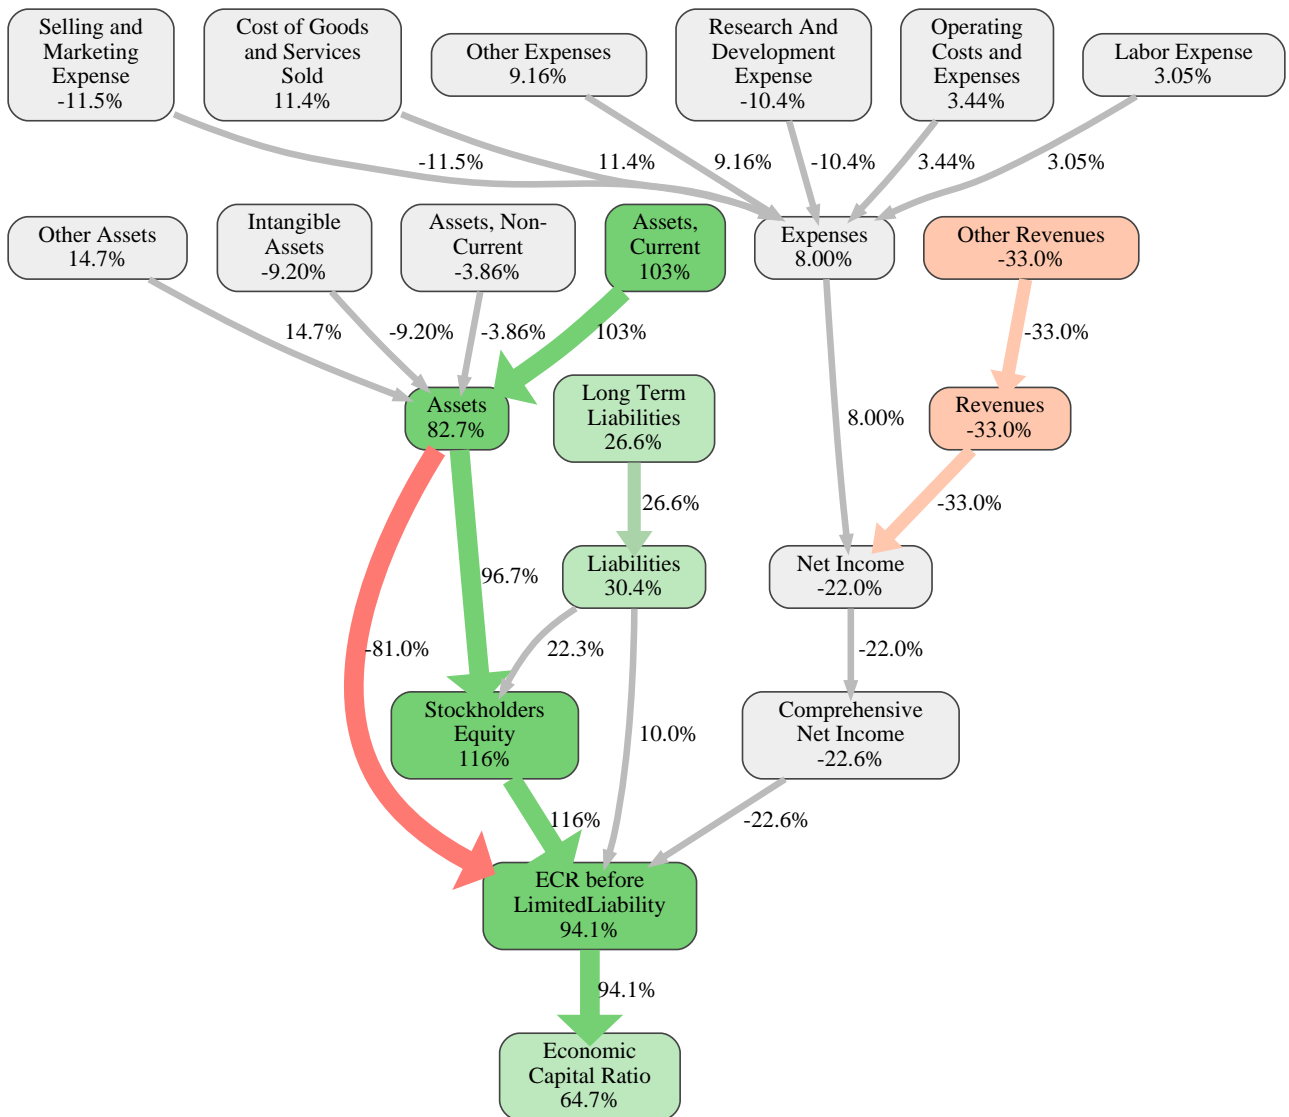 Selling and
Marketing
Expense
-11.5%
Cost of Goods
and Services
Sold
11.4%
Other Expenses
9.16%
Research And
Development
Expense
-10.4%
Operating
Costs and
Expenses
3.44%
Labor Expense
3.05%
-11.5%
11.4%
9.16%
-10.4%
3.44%
3.05%
Other Assets
14.7%
Intangible
Assets
-9.20%
Assets, Non-
Current
-3.86%
Assets,
Current
103%
Expenses
8.00%
Other Revenues
-33.0%
14.7%
-9.20%
-3.86%
103%
-33.0%
Assets
82.7%
Long Term
Liabilities
26.6%
8.00%
Revenues
-33.0%
26.6%
-33.0%
96.7%
Liabilities
30.4%
Net Income
-22.0%
-81.0%
22.3%
-22.0%
Stockholders
Equity
116%
10.0%
Comprehensive
Net Income
-22.6%
116%
-22.6%
ECR before
LimitedLiability
94.1%
94.1%
Economic
Capital Ratio
64.7%